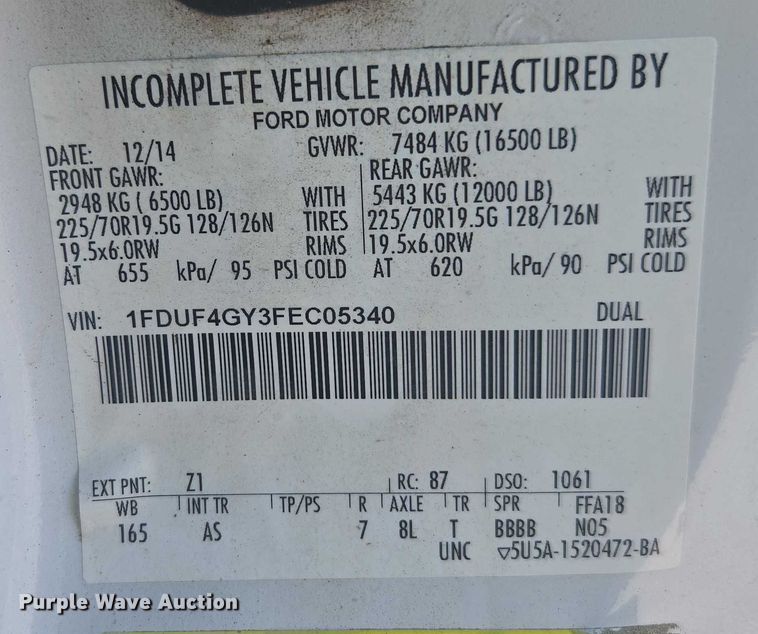 INCOMPLETE VEHICLE MANUFACTURED BY
FORD MOTOR COMPANY
DATE: 12/14 GVWR: 7484 KG (16500 LB)
FRONT GAWR: REAR GAWR:
2948 KG ( 6500 LB) WITH 5443 KG (12000 LB) WITH
225/70R19.5G 128/126N TIRES 225/70R19.5G 128/126N TIRES
19.5x6.0RW RIMS 19.5x6.0RW RIMS
AT 655 kPa/ 95 PSI COLD AT 620 kPa/ 90 PSI COLD
VIN: 1FDUF4GY3FEC05340 DUAL
EXT PNT: Z1 RC: 87 DSO: 1061
WB INT TR TP/PS R AXLE TR SPR FFA18
165 AS 7 8L T BBBB N05
UNC ▽5U5A-1520472-BA
Purple Wave Auction